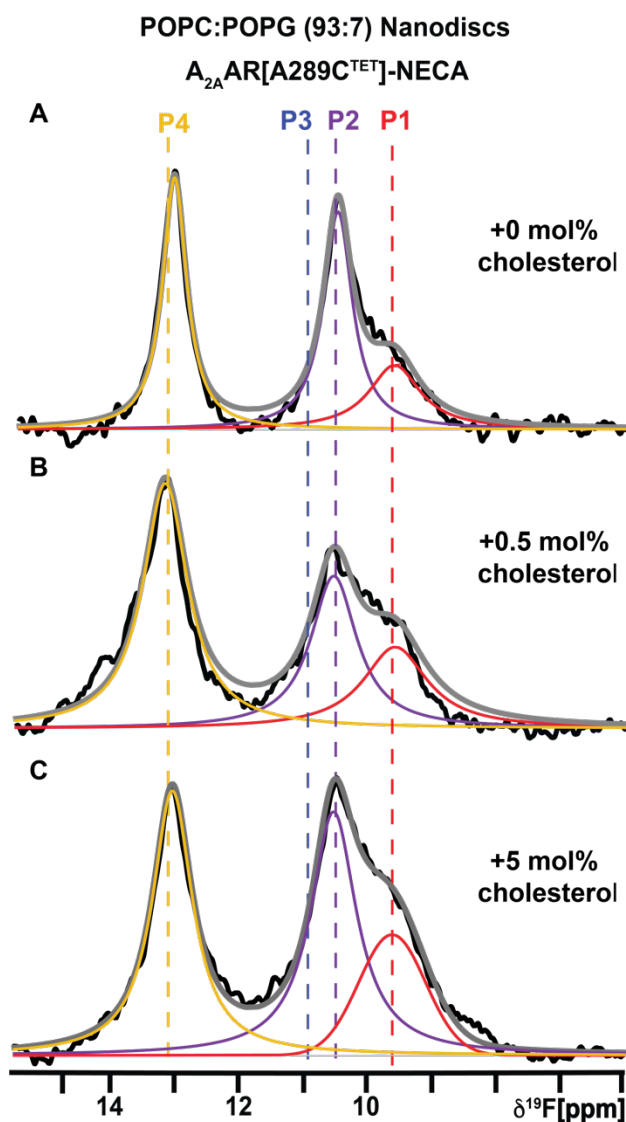 POPC:POPG (93:7) Nanodiscs
A₂ₐAR[A289Cᵀᴱᵀ]-NECA
A
P4 P3 P2 P1
+0 mol%
cholesterol
B
+0.5 mol%
cholesterol
C
+5 mol%
cholesterol
14 12 10 δ¹⁹F[ppm]